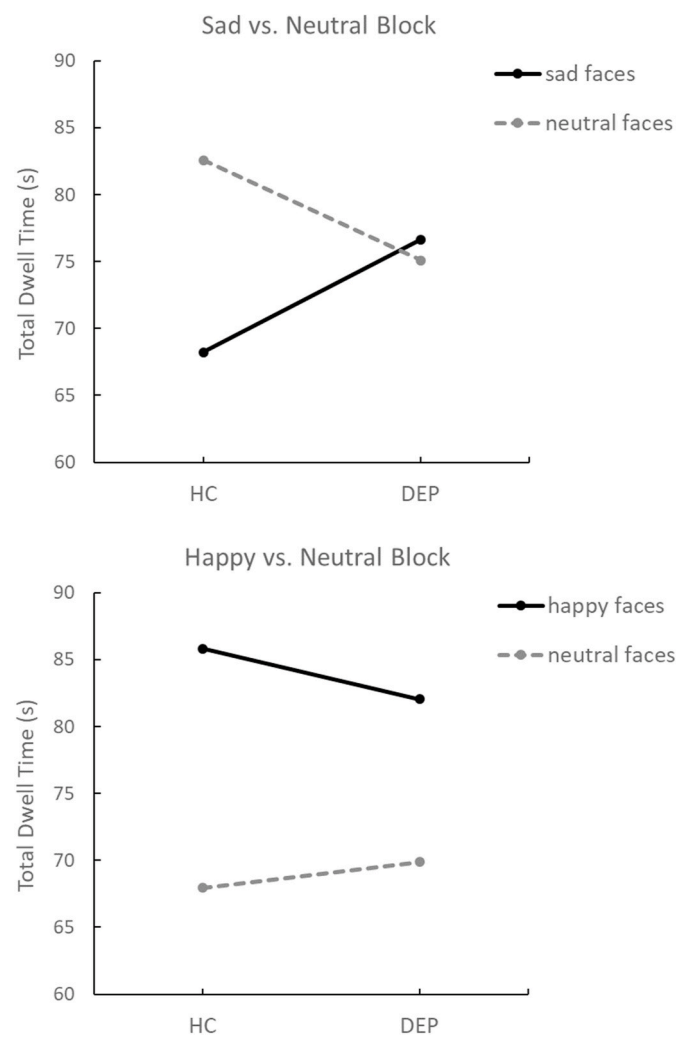 Sad vs. Neutral Block
90
85
80
75
70
65
60
Total Dwell Time (s)
sad faces
neutral faces
HC DEP
Happy vs. Neutral Block
90
85
80
75
70
65
60
Total Dwell Time (s)
happy faces
neutral faces
HC DEP